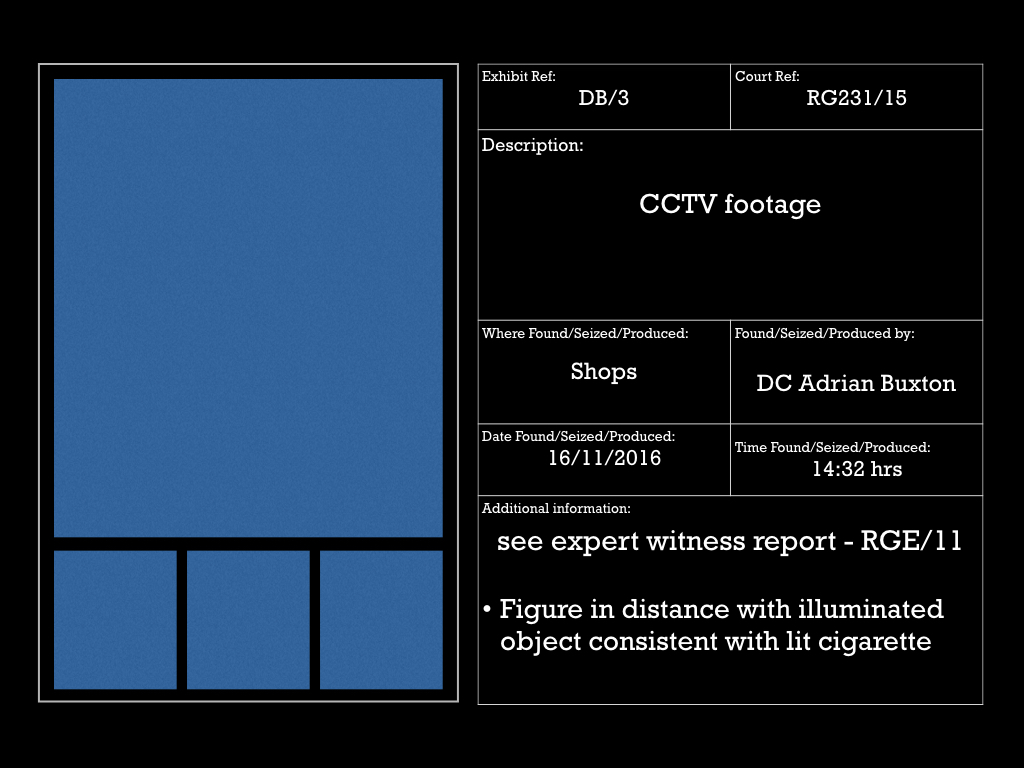 Exhibit Ref:
DB/3
Court Ref:
RG231/15
Description:
CCTV footage
Where Found/Seized/Produced:
Shops
Found/Seized/Produced by:
DC Adrian Buxton
Date Found/Seized/Produced:
16/11/2016
Time Found/Seized/Produced:
14:32 hrs
Additional information:
see expert witness report - RGE/11
• Figure in distance with illuminated
object consistent with lit cigarette